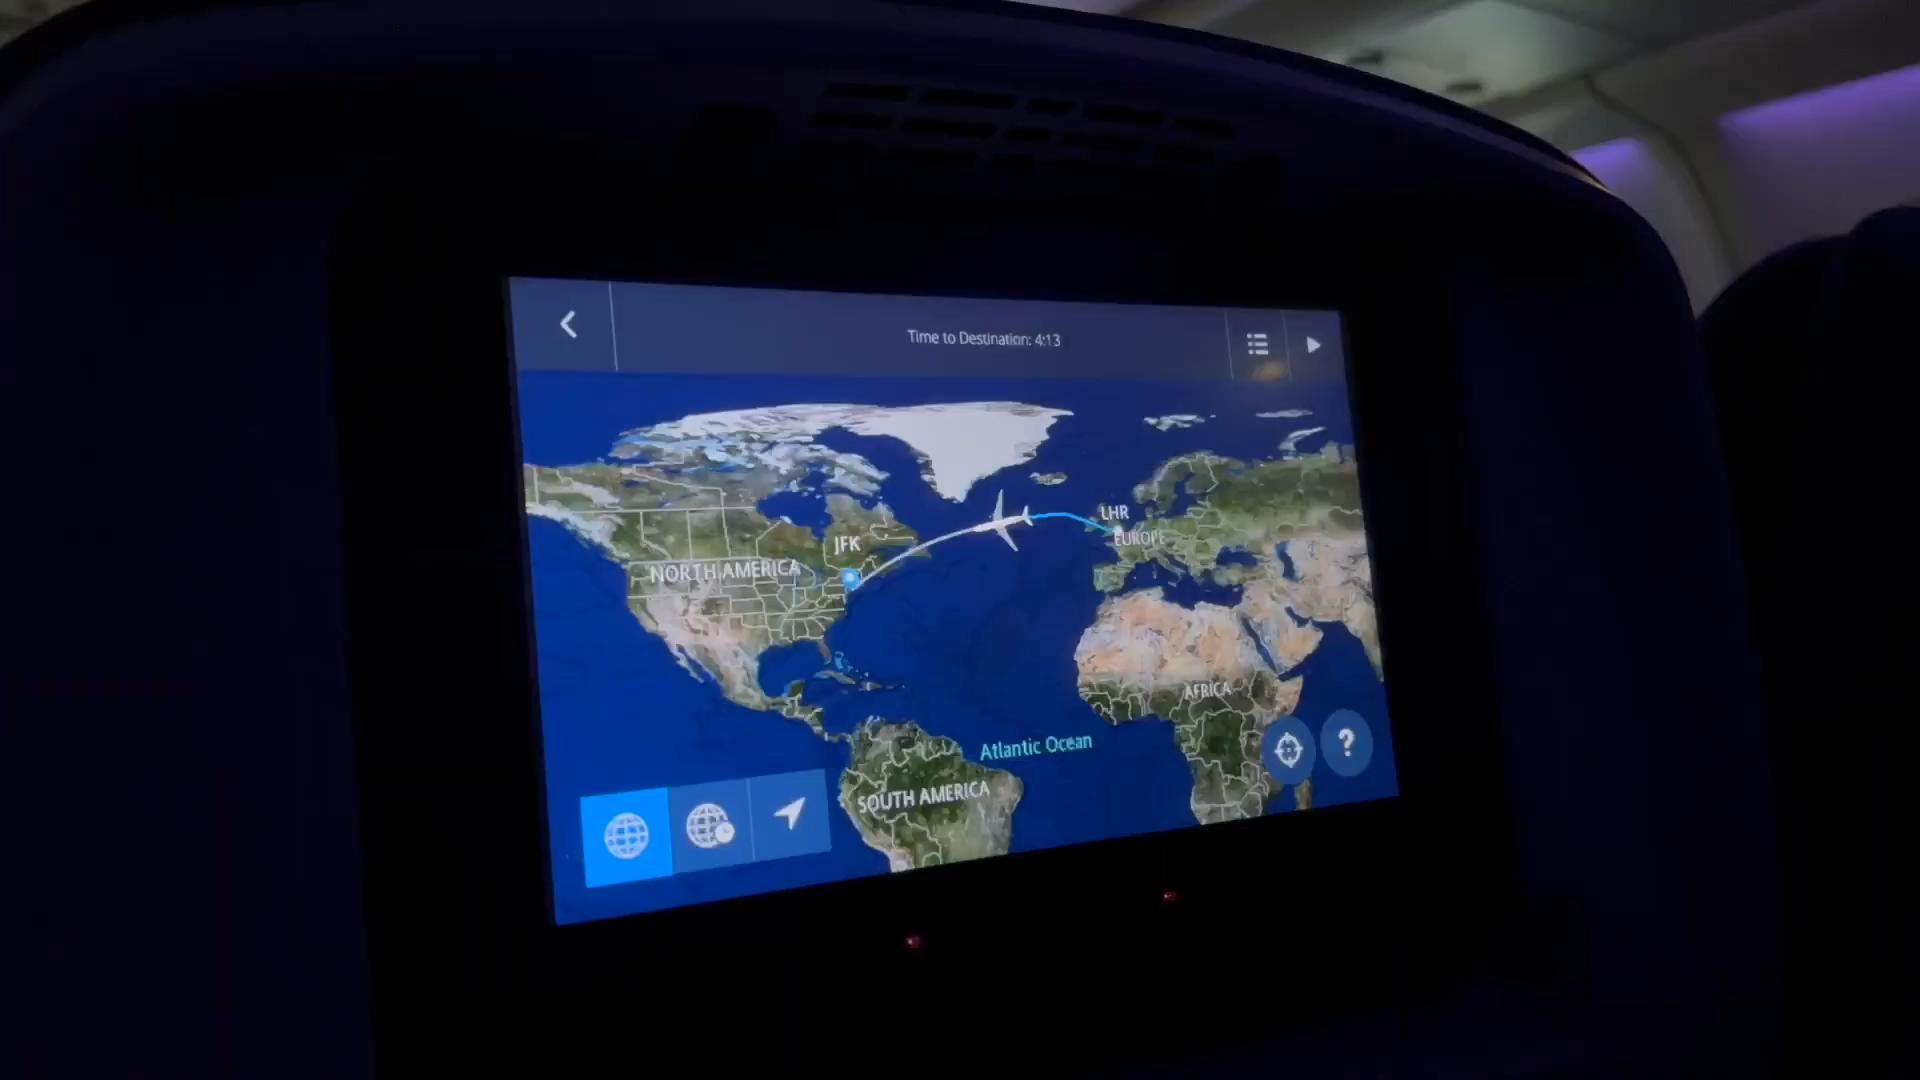 Time to Destination: 4:13
LHR
EUROPE
JFK
NORTH AMERICA
AFRICA
Atlantic Ocean
SOUTH AMERICA
?